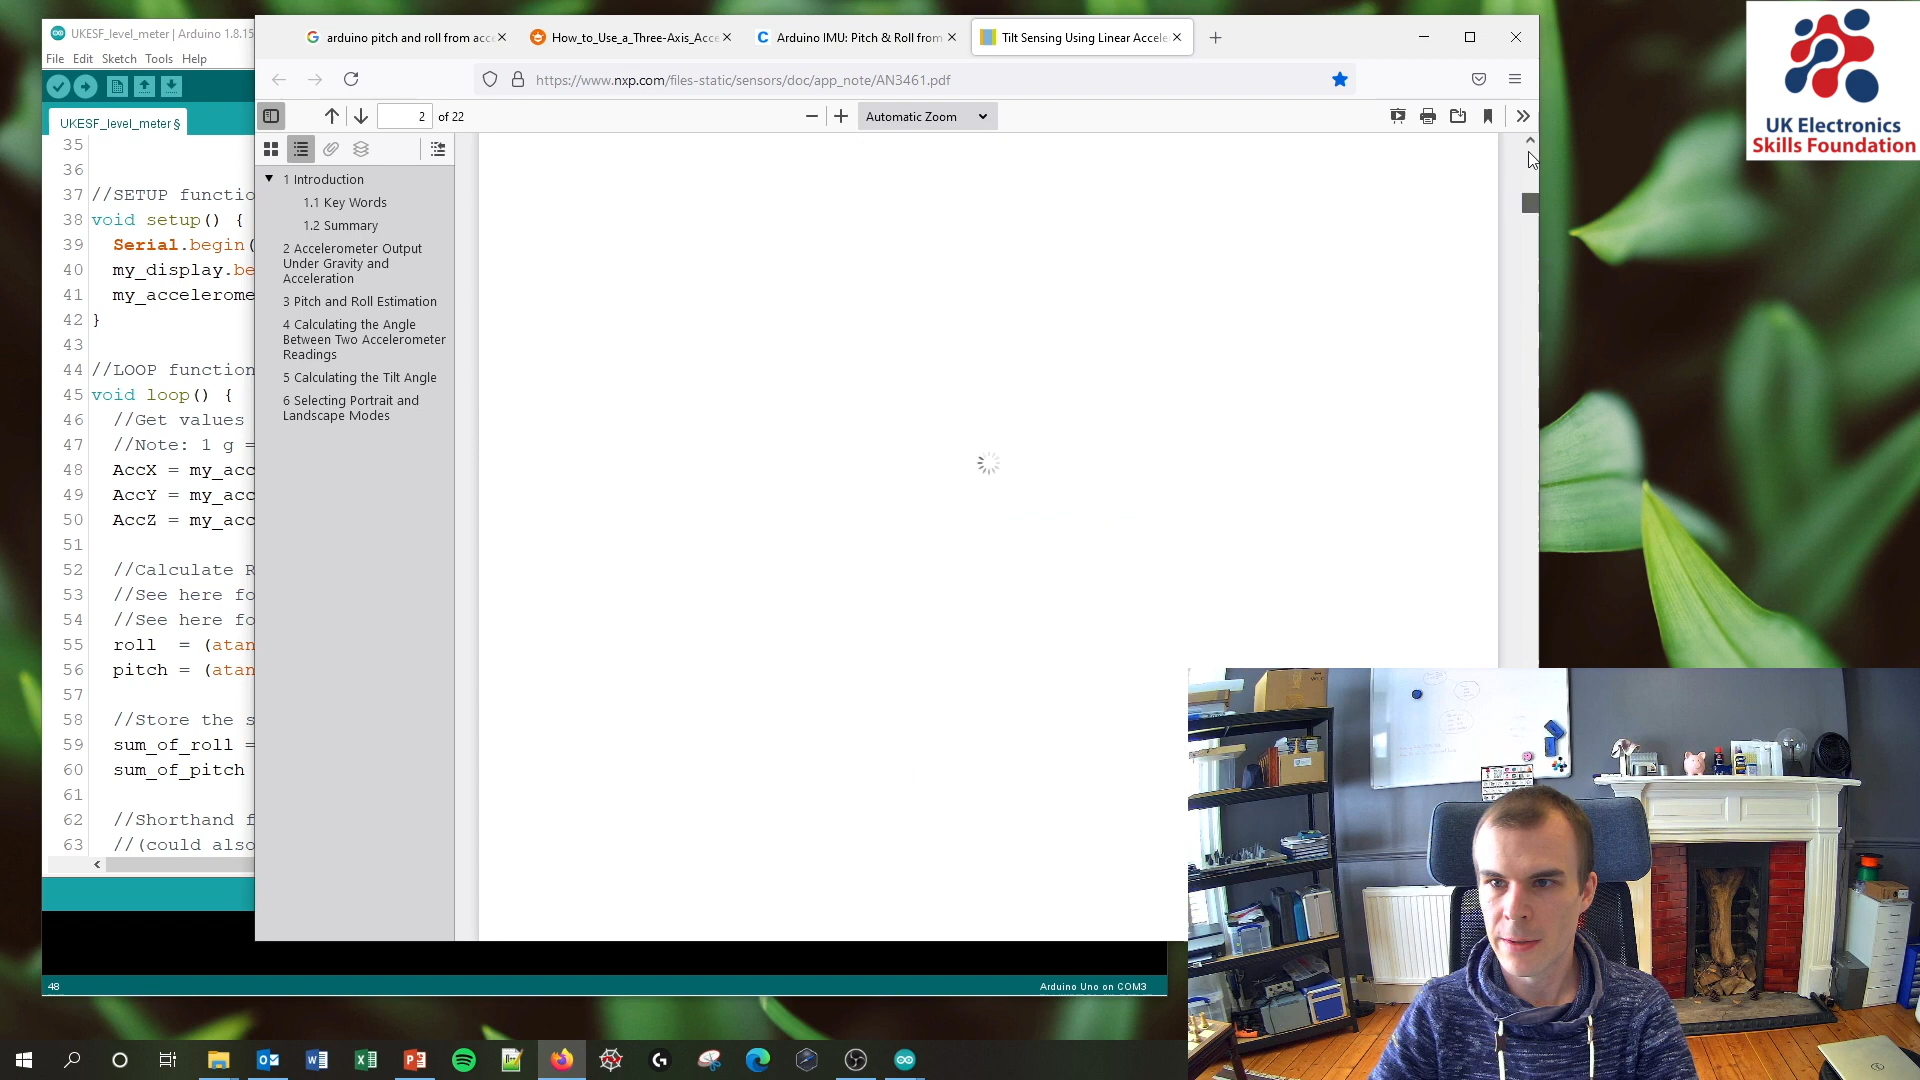 UKESF_level_meter | Arduino 1.8.15
File Edit Sketch Tools Help
UKESF_level_meter §
35
36
37 //SETUP functio
38 void setup() {
39 Serial.begin(
40 my_display.be
41 my_accelerome
42 }
43
44 //LOOP function
45 void loop() {
46 //Get values
47 //Note: 1 g =
48 AccX = my_acc
49 AccY = my_acc
50 AccZ = my_acc
51
52 //Calculate R
53 //See here fo
54 //See here fo
55 roll = (atan
56 pitch = (atan
57
58 //Store the s
59 sum_of_roll =
60 sum_of_pitch
61
62 //Shorthand f
63 //(could also
48
Arduino Uno on COM3
arduino pitch and roll from acc
How_to_Use_a_Three-Axis_Acce
Arduino IMU: Pitch & Roll from
Tilt Sensing Using Linear Accele
https://www.nxp.com/files-static/sensors/doc/app_note/AN3461.pdf
2 of 22
Automatic Zoom
1 Introduction
1.1 Key Words
1.2 Summary
2 Accelerometer Output
Under Gravity and
Acceleration
3 Pitch and Roll Estimation
4 Calculating the Angle
Between Two Accelerometer
Readings
5 Calculating the Tilt Angle
6 Selecting Portrait and
Landscape Modes
UK Electronics
Skills Foundation